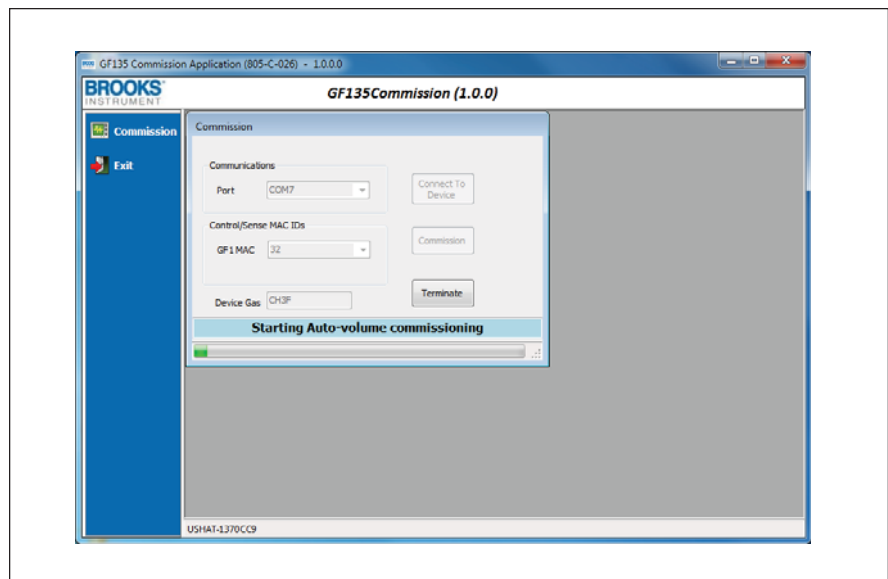 GF135 Commission Application (805-C-026) - 1.0.0.0
BROOKS
INSTRUMENT
GF135Commission (1.0.0)
Commission
Exit
Commission
Communications
Port COM7
Connect To
Device
Control/Sense MAC IDs
GF1 MAC 32
Commission
Device Gas CH3F
Terminate
Starting Auto-volume commissioning
USHAT-1370CC9